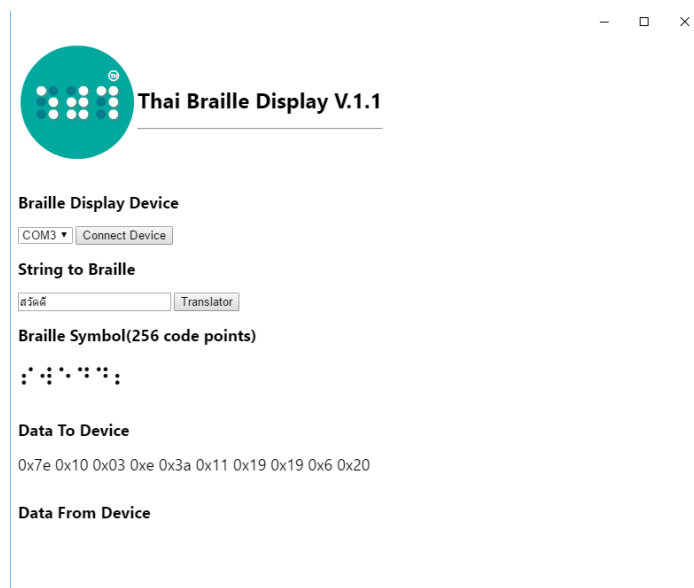 TH
Thai Braille Display V.1.1
Braille Display Device
COM3 Connect Device
String to Braille
สวัดดี Translator
Braille Symbol(256 code points)
⠎⠺⠑⠙⠙⠆
Data To Device
0x7e 0x10 0x03 0xe 0x3a 0x11 0x19 0x19 0x6 0x20
Data From Device